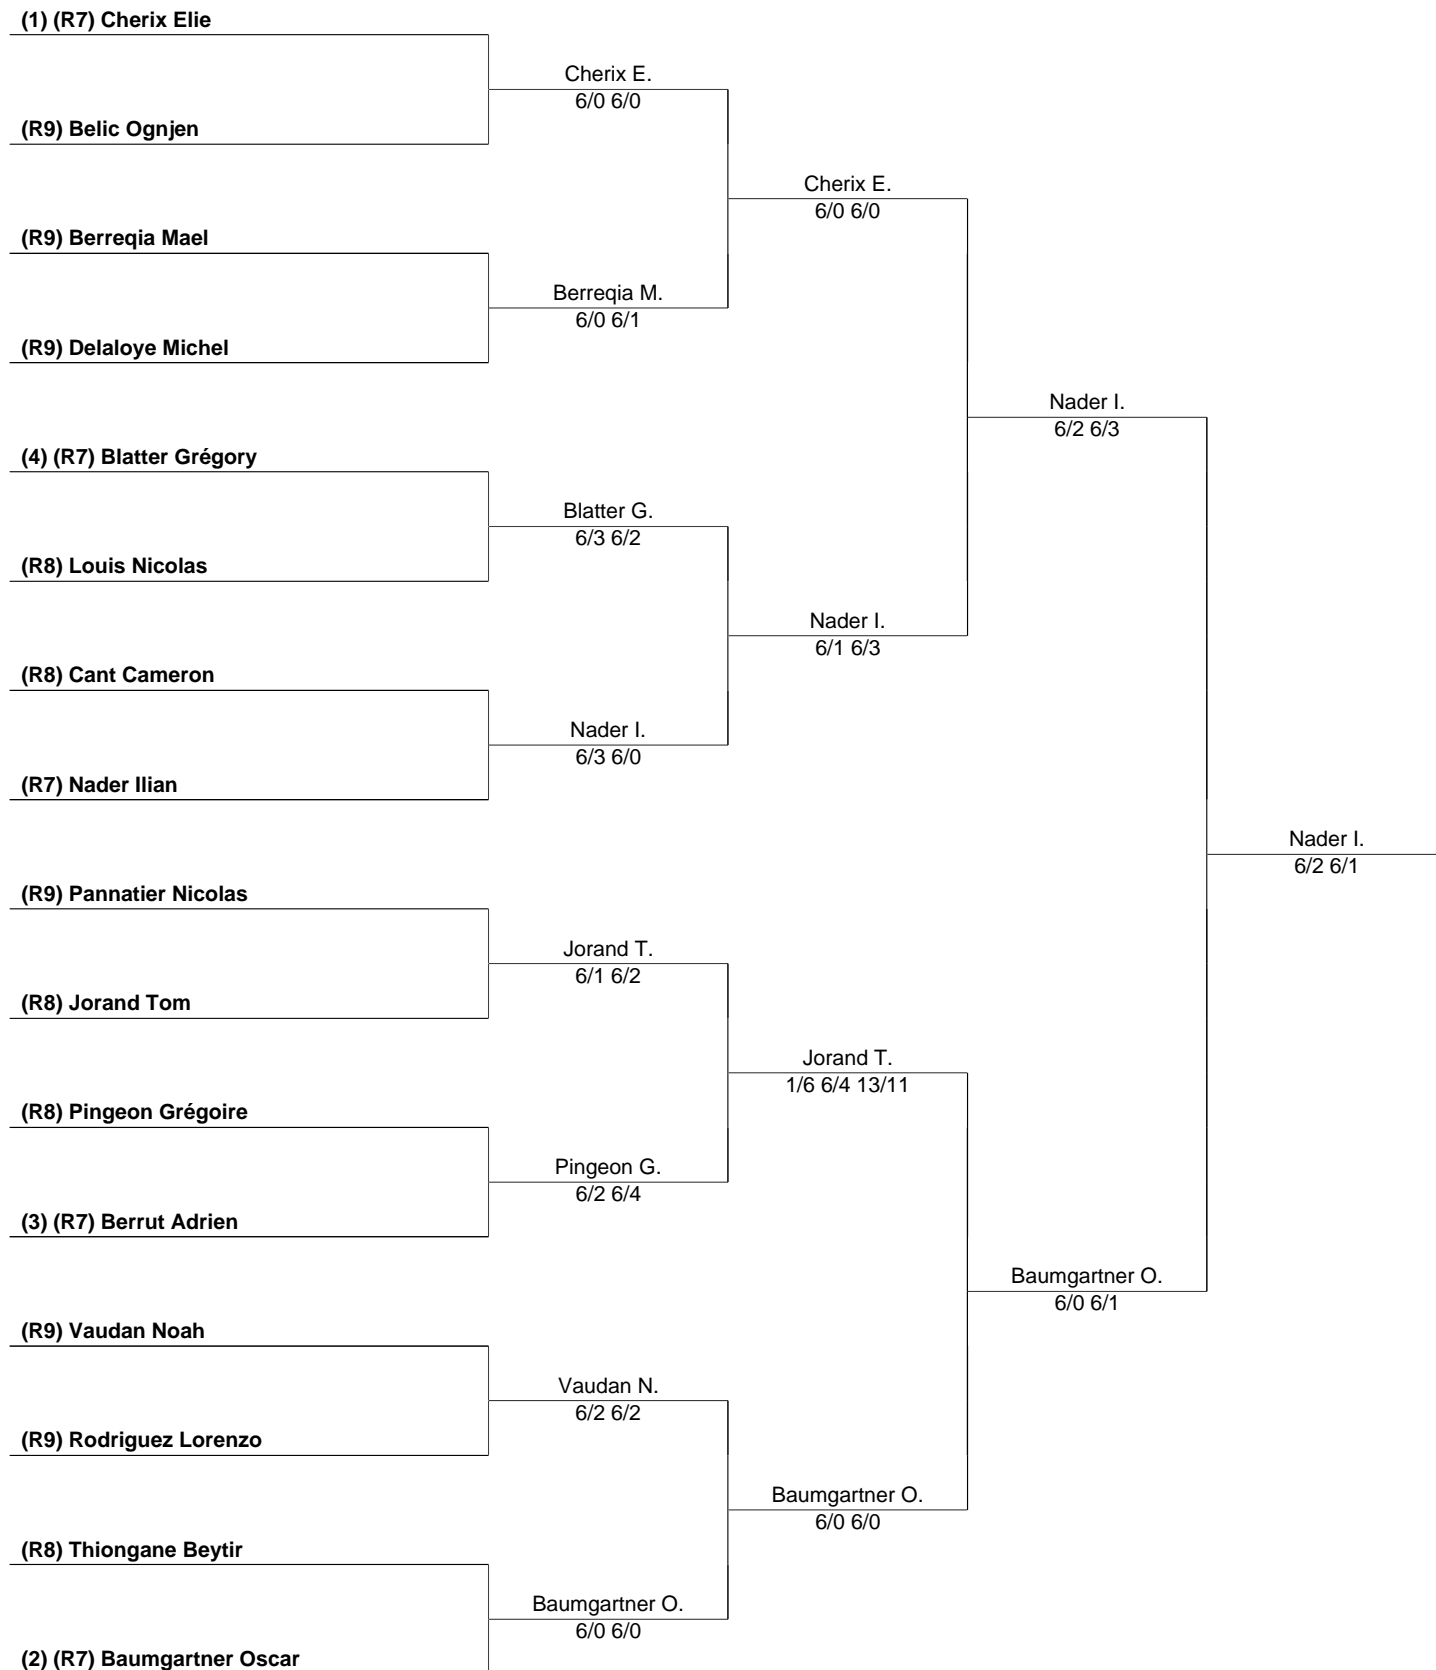 (1) (R7) Cherix Elie
Cherix E.
6/0 6/0
(R9) Belic Ognjen
Cherix E.
6/0 6/0
(R9) Berreqia Mael
Berreqia M.
6/0 6/1
(R9) Delaloye Michel
Nader I.
6/2 6/3
(4) (R7) Blatter Grégory
Blatter G.
6/3 6/2
(R8) Louis Nicolas
Nader I.
6/1 6/3
(R8) Cant Cameron
Nader I.
6/3 6/0
(R7) Nader Ilian
Nader I.
6/2 6/1
(R9) Pannatier Nicolas
Jorand T.
6/1 6/2
(R8) Jorand Tom
Jorand T.
1/6 6/4 13/11
(R8) Pingeon Grégoire
Pingeon G.
6/2 6/4
(3) (R7) Berrut Adrien
Baumgartner O.
6/0 6/1
(R9) Vaudan Noah
Vaudan N.
6/2 6/2
(R9) Rodriguez Lorenzo
Baumgartner O.
6/0 6/0
(R8) Thiongane Beytir
Baumgartner O.
6/0 6/0
(2) (R7) Baumgartner Oscar